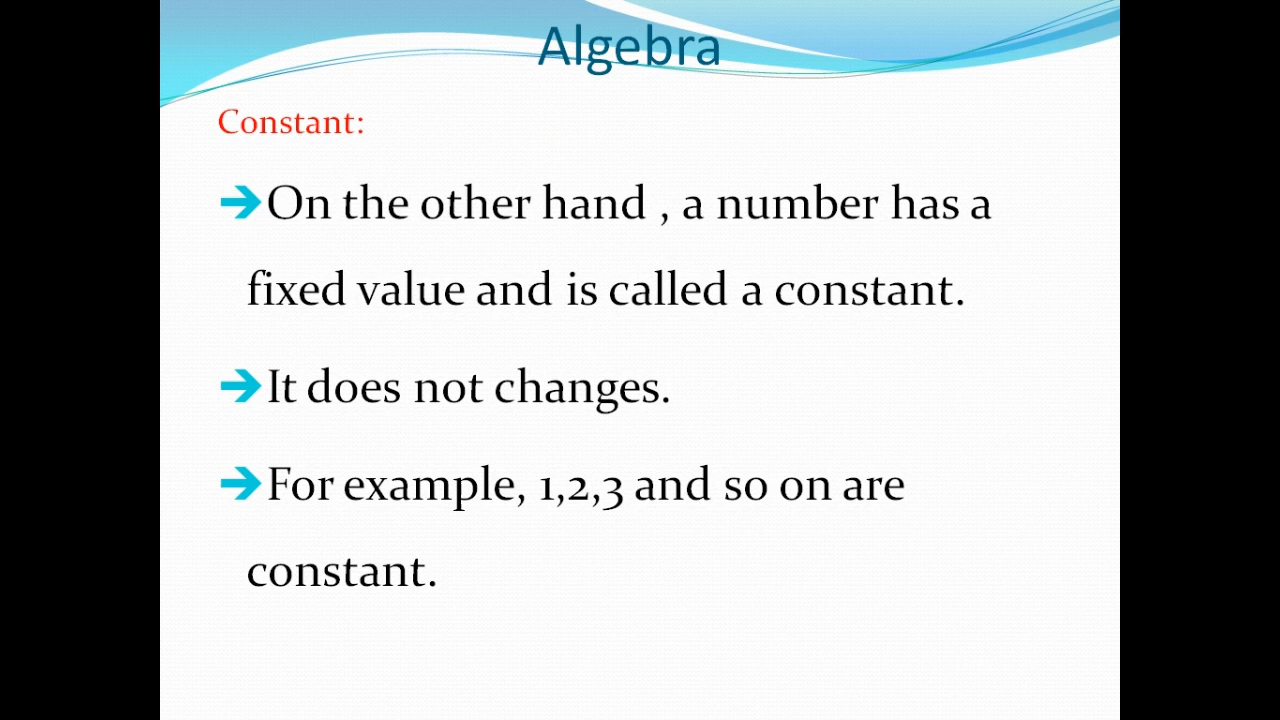 Algebra
Constant:
➔On the other hand , a number has a
fixed value and is called a constant.
➔It does not changes.
➔For example, 1,2,3 and so on are
constant.